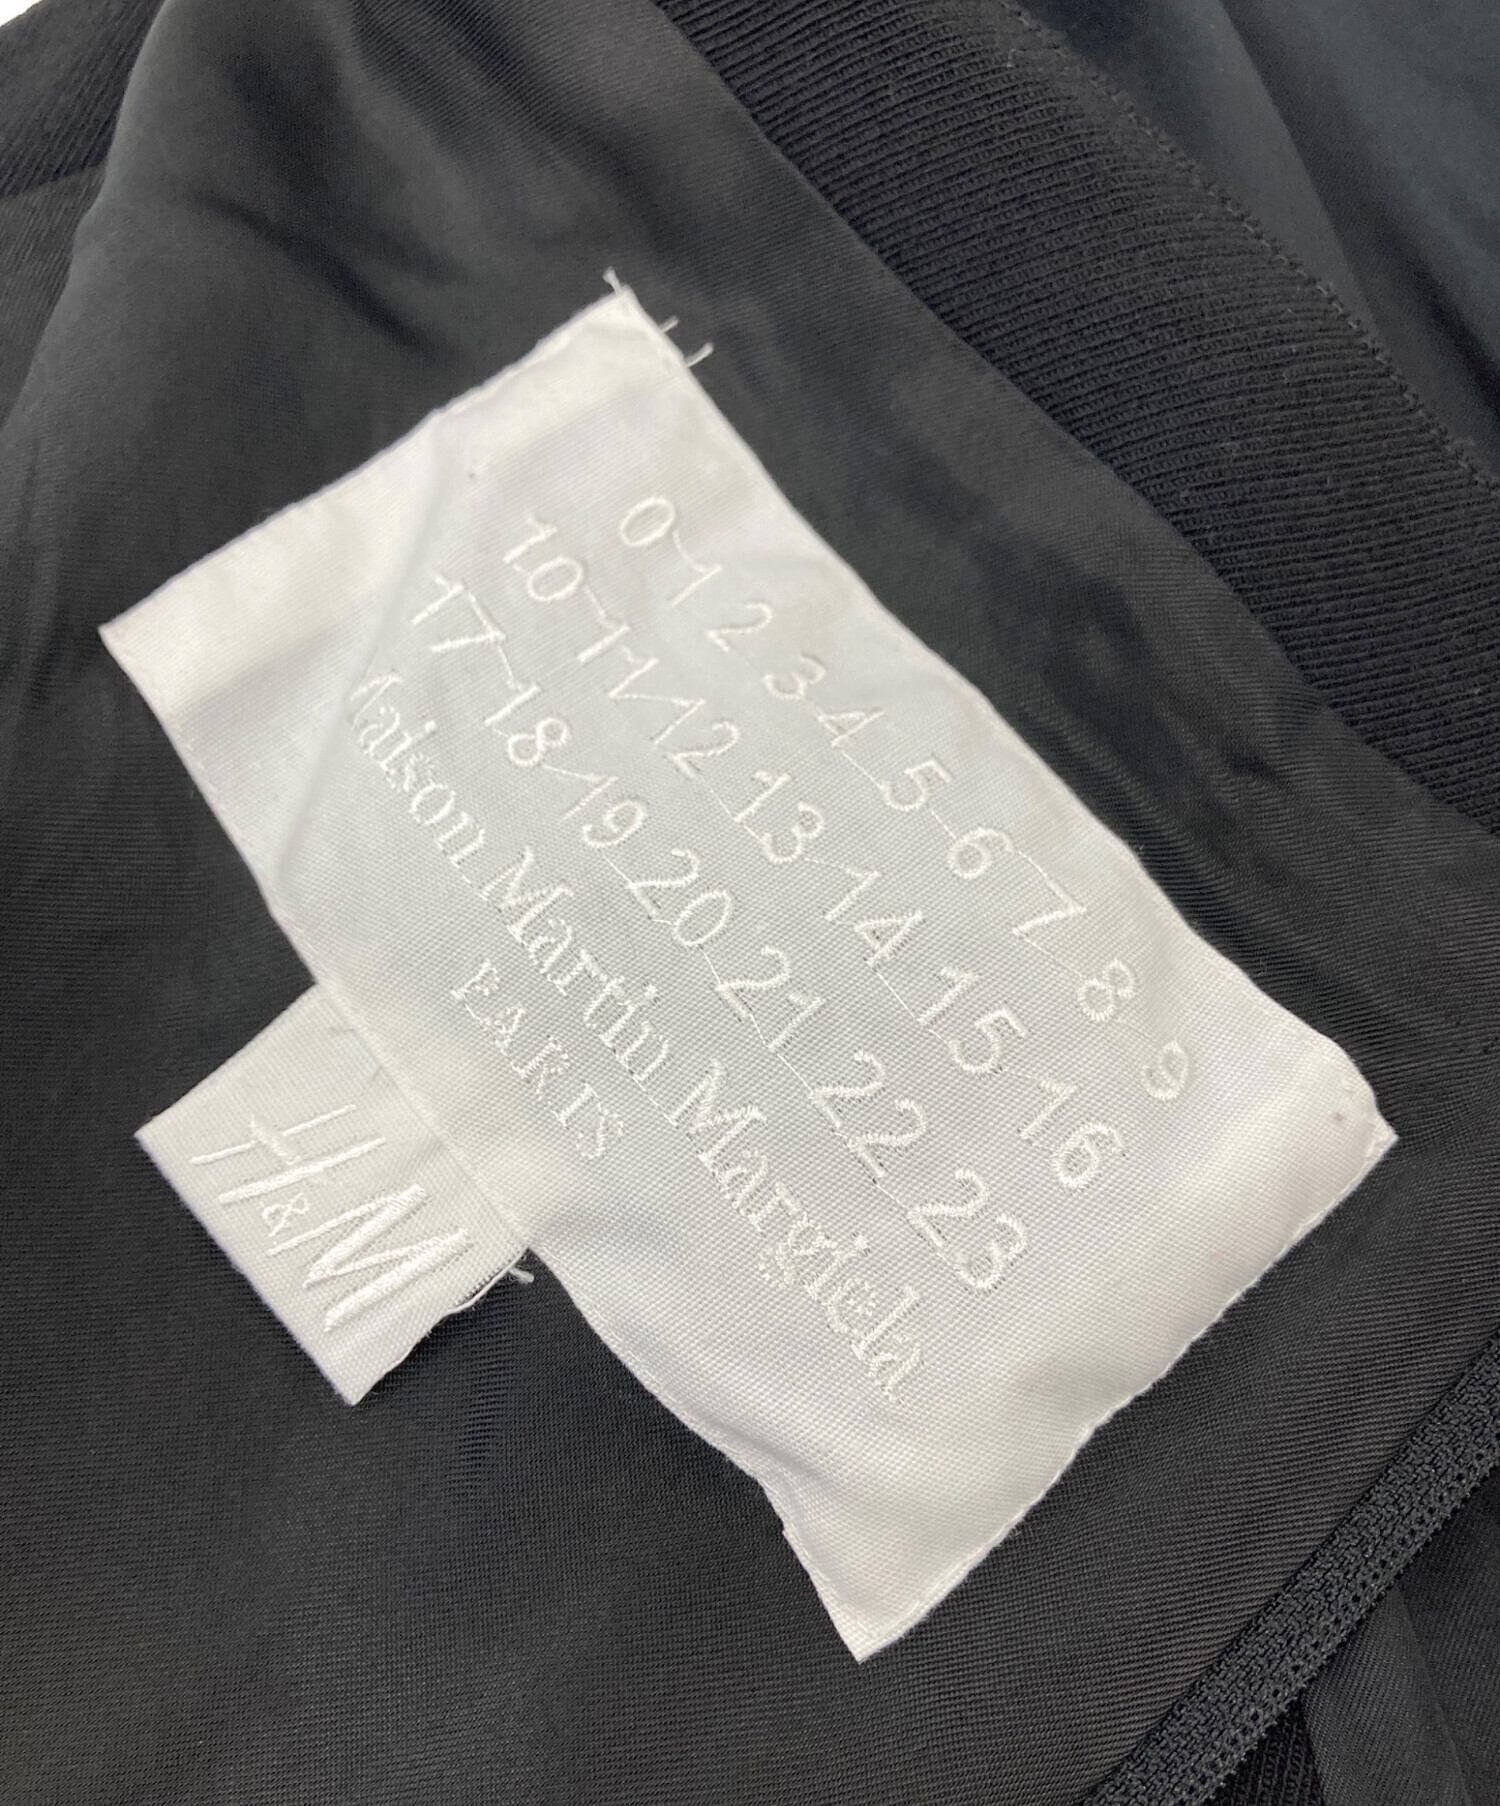 0 1 2 3 4 5 6 7 8 9
10 11 12 13 14 15 16
17 18 19 20 21 22 23
Maison Martin Margiela
PARIS
H&M